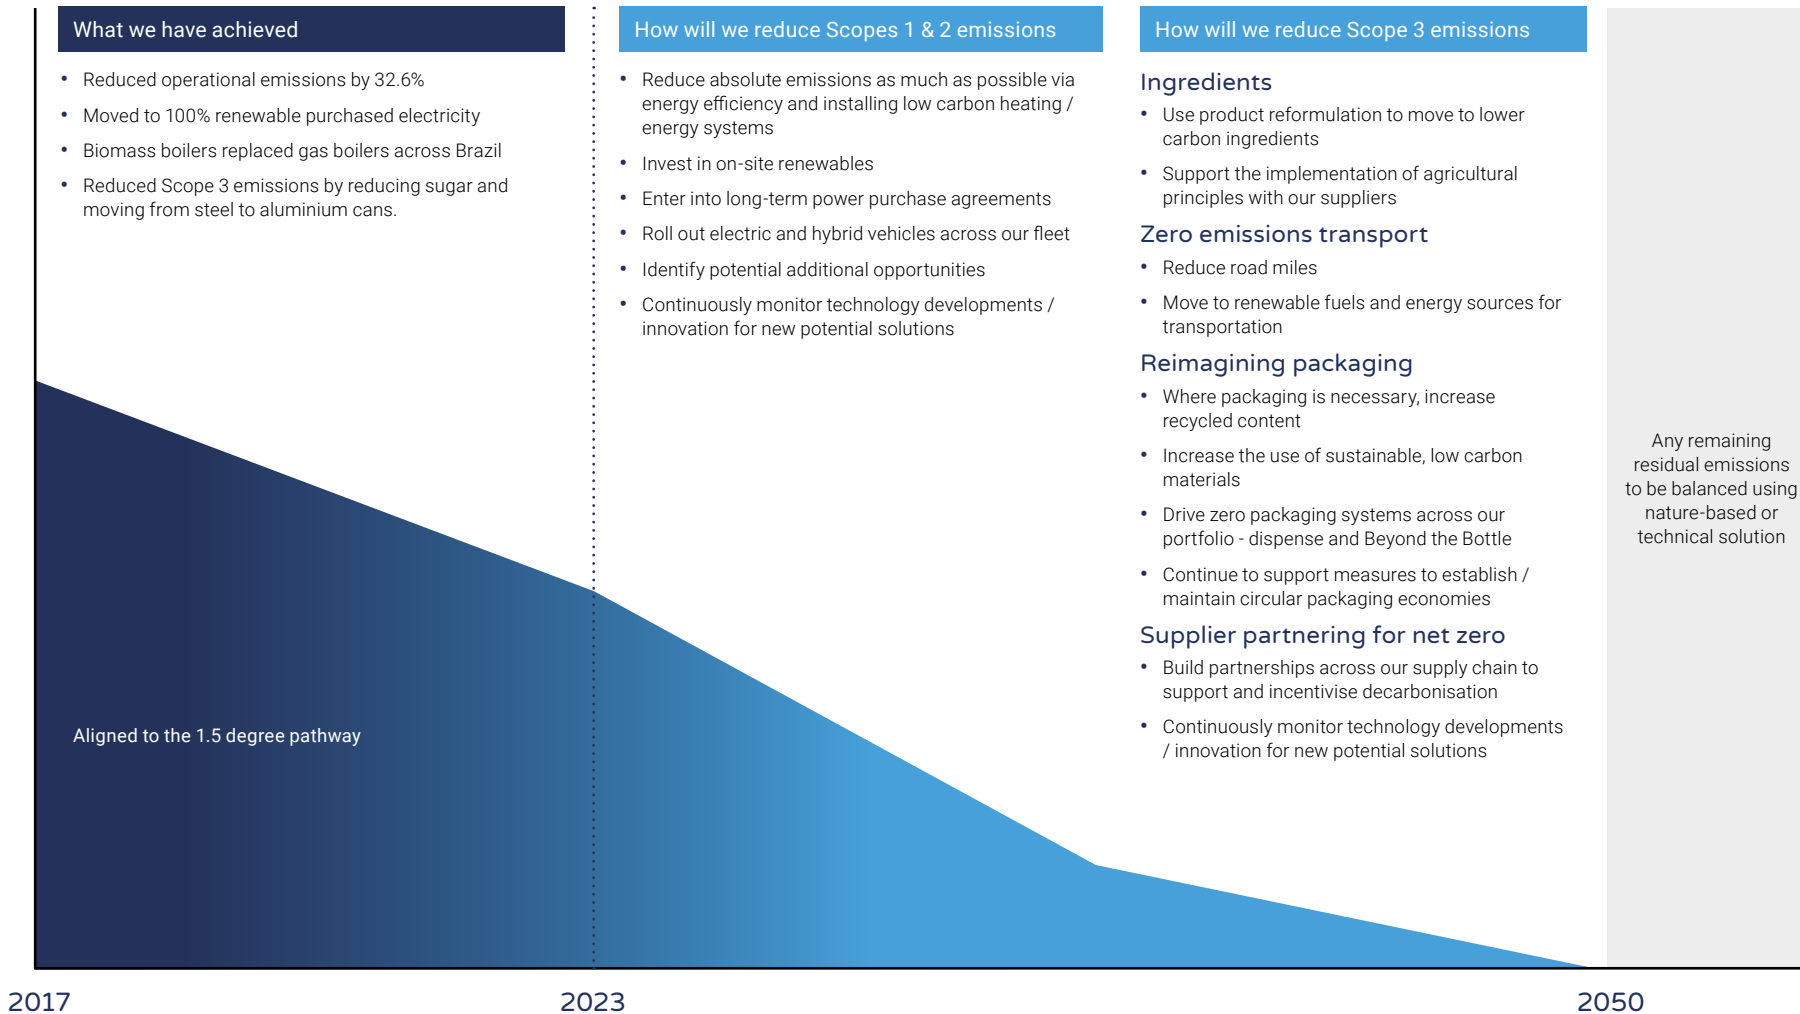 What we have achieved
• Reduced operational emissions by 32.6%
• Moved to 100% renewable purchased electricity
• Biomass boilers replaced gas boilers across Brazil
• Reduced Scope 3 emissions by reducing sugar and
moving from steel to aluminium cans.
How will we reduce Scopes 1 & 2 emissions
• Reduce absolute emissions as much as possible via
energy efficiency and installing low carbon heating /
energy systems
• Invest in on-site renewables
• Enter into long-term power purchase agreements
• Roll out electric and hybrid vehicles across our fleet
• Identify potential additional opportunities
• Continuously monitor technology developments /
innovation for new potential solutions
How will we reduce Scope 3 emissions
Ingredients
• Use product reformulation to move to lower
carbon ingredients
• Support the implementation of agricultural
principles with our suppliers
Zero emissions transport
• Reduce road miles
• Move to renewable fuels and energy sources for
transportation
Reimagining packaging
• Where packaging is necessary, increase
recycled content
• Increase the use of sustainable, low carbon
materials
• Drive zero packaging systems across our
portfolio - dispense and Beyond the Bottle
• Continue to support measures to establish /
maintain circular packaging economies
Supplier partnering for net zero
• Build partnerships across our supply chain to
support and incentivise decarbonisation
• Continuously monitor technology developments
/ innovation for new potential solutions
Any remaining
residual emissions
to be balanced using
nature-based or
technical solution
Aligned to the 1.5 degree pathway
2017
2023
2050